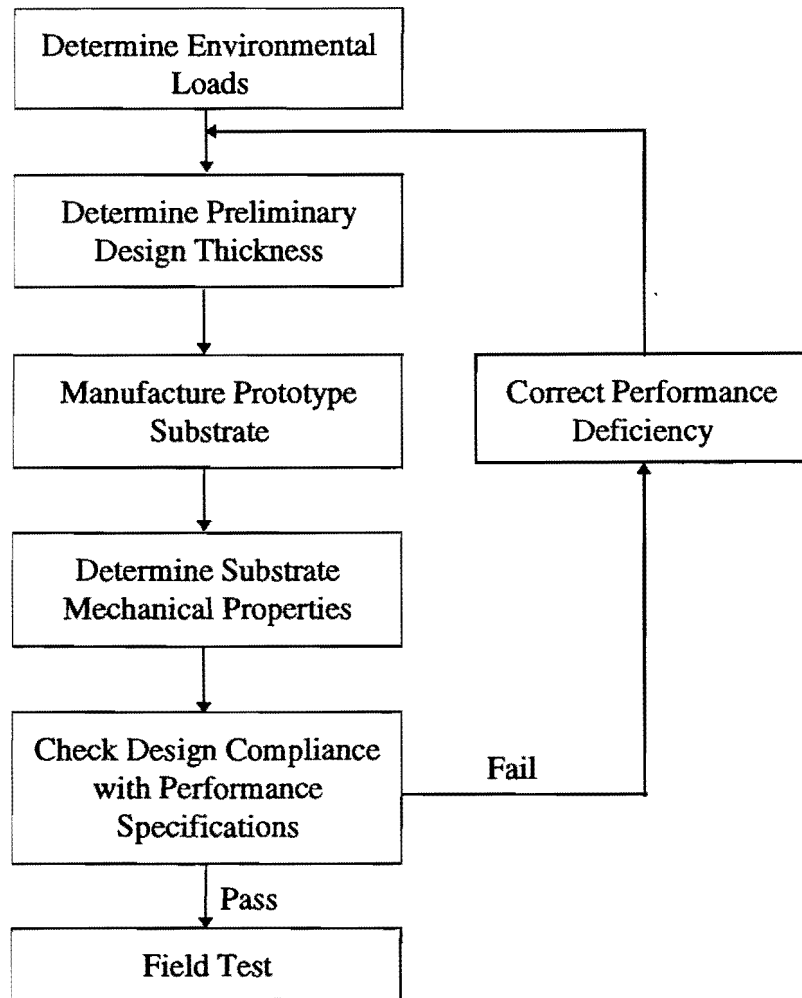 Determine Environmental
Loads
Determine Preliminary
Design Thickness
Manufacture Prototype
Substrate
Correct Performance
Deficiency
Determine Substrate
Mechanical Properties
Check Design Compliance
with Performance
Specifications
Fail
Pass
Field Test